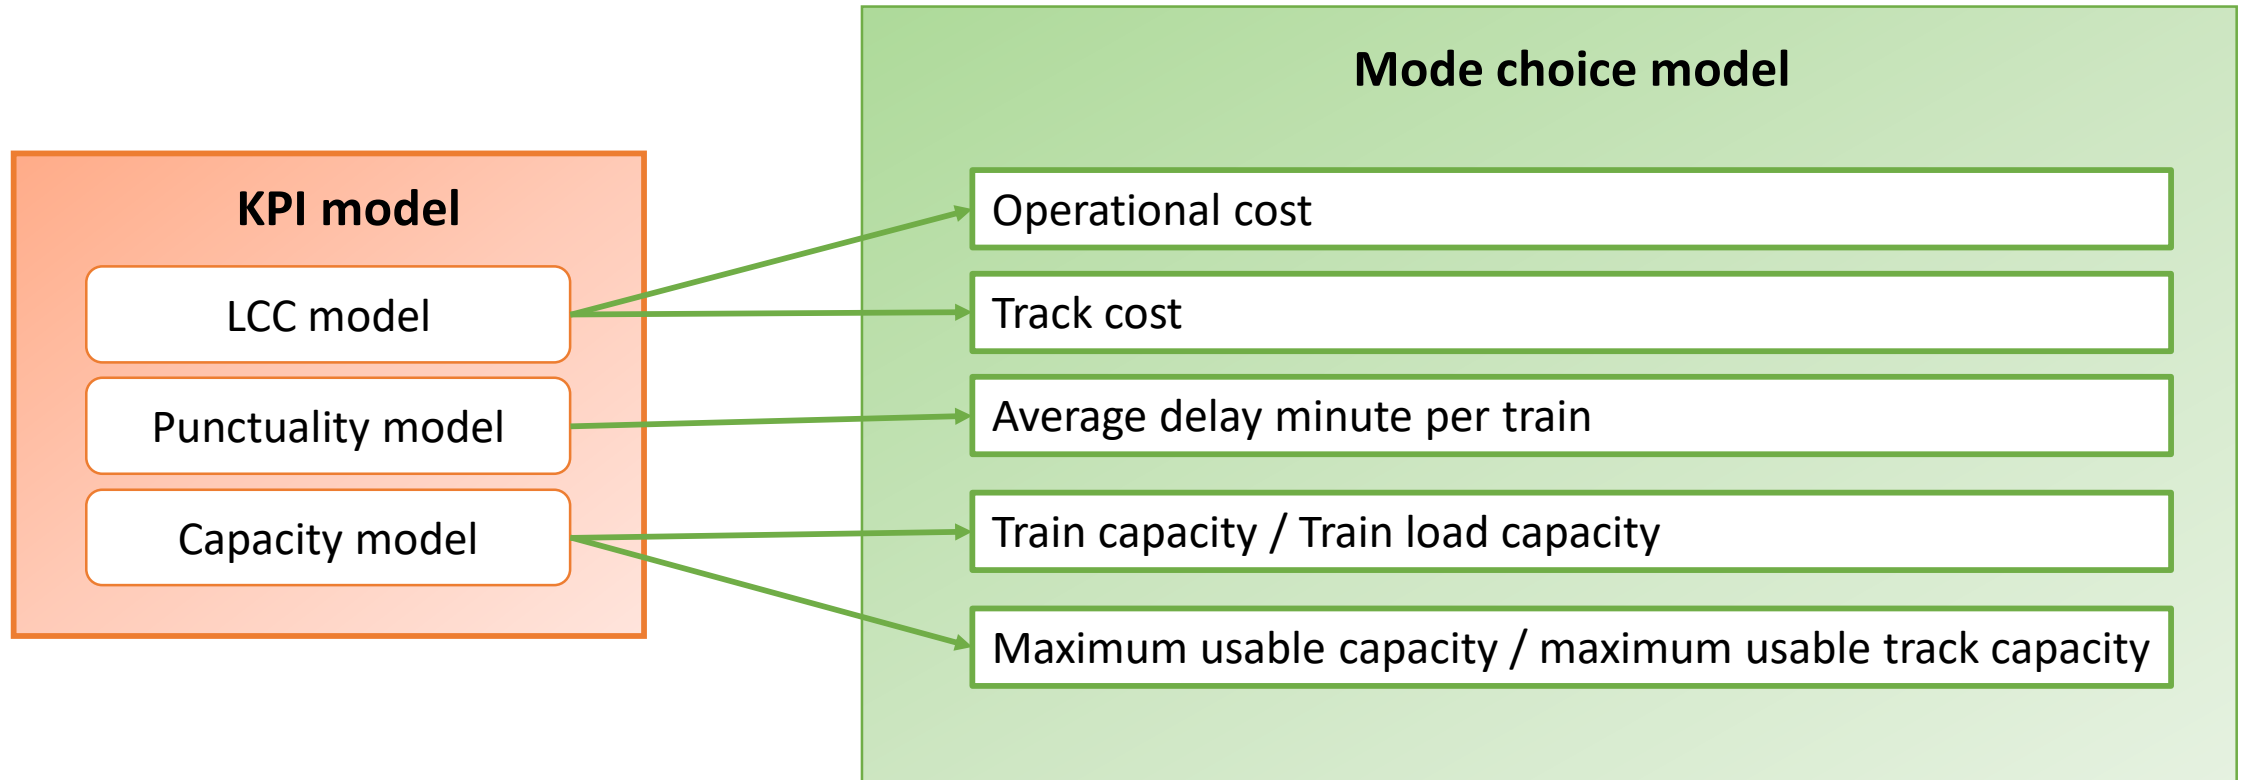 KPI model
LCC model
Punctuality model
Capacity model
Mode choice model
Operational cost
Track cost
Average delay minute per train
Train capacity / Train load capacity
Maximum usable capacity / maximum usable track capacity